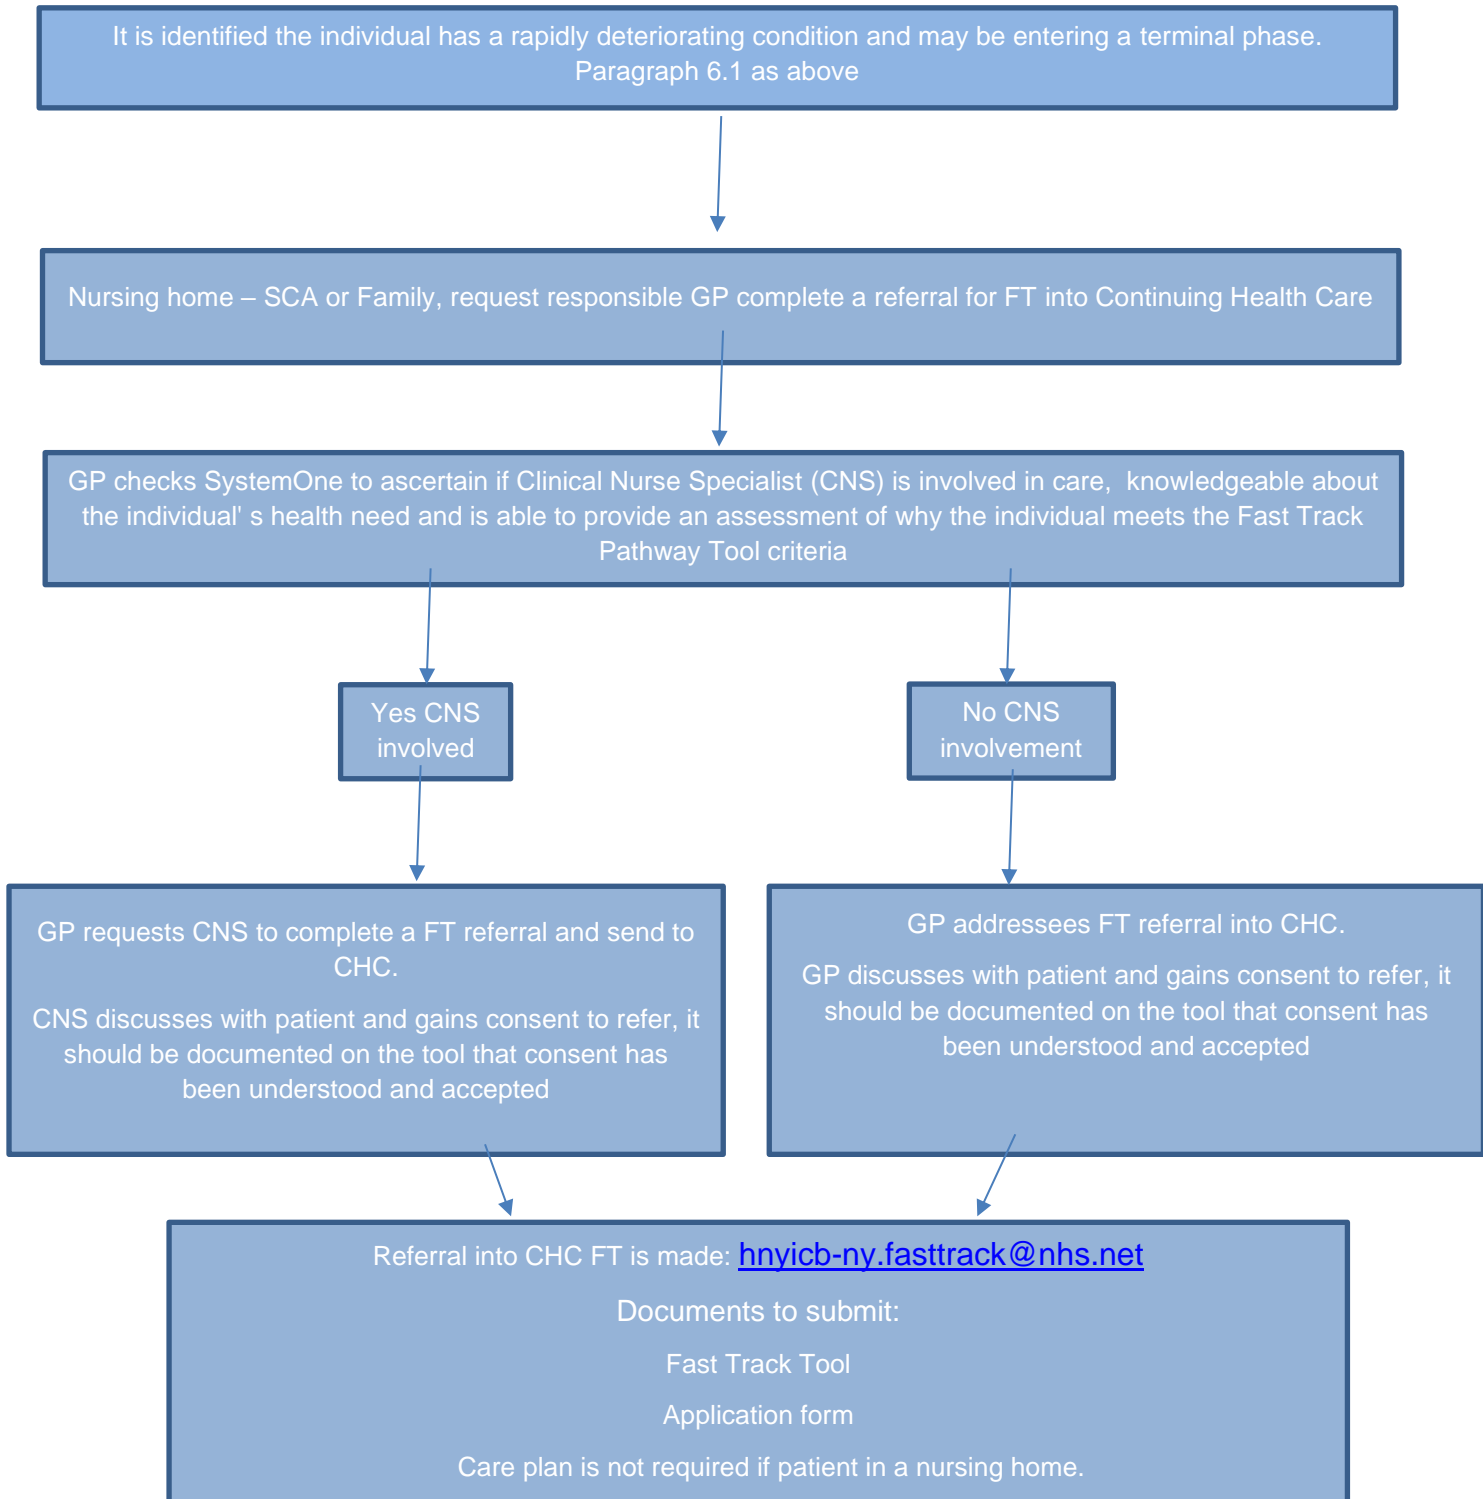 It is identified the individual has a rapidly deteriorating condition and may be entering a terminal phase.
Paragraph 6.1 as above
Nursing home – SCA or Family, request responsible GP complete a referral for FT into Continuing Health Care
GP checks SystemOne to ascertain if Clinical Nurse Specialist (CNS) is involved in care,  knowledgeable about
the individual' s health need and is able to provide an assessment of why the individual meets the Fast Track
Pathway Tool criteria
Yes CNS
involved
No CNS
involvement
GP requests CNS to complete a FT referral and send to
CHC.
CNS discusses with patient and gains consent to refer, it
should be documented on the tool that consent has
been understood and accepted
GP addressees FT referral into CHC.
GP discusses with patient and gains consent to refer, it
should be documented on the tool that consent has
been understood and accepted
Referral into CHC FT is made: hnyicb-ny.fasttrack@nhs.net
Documents to submit:
Fast Track Tool
Application form
Care plan is not required if patient in a nursing home.